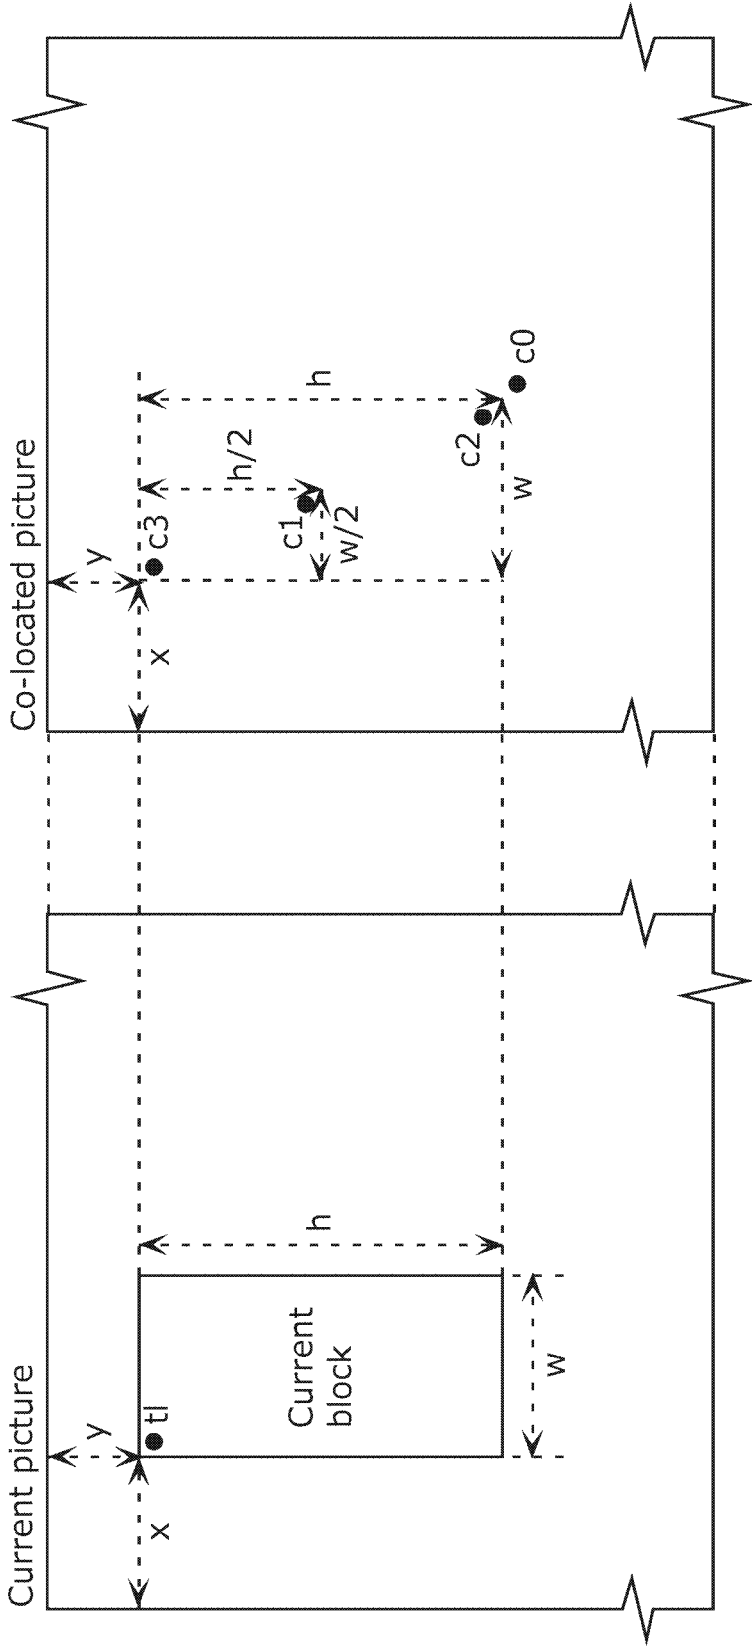 Current picture
y
x
tl
Current
block
h
w
Co-located picture
y
x
c3
h/2
c1
w/2
h
c2
w
c0